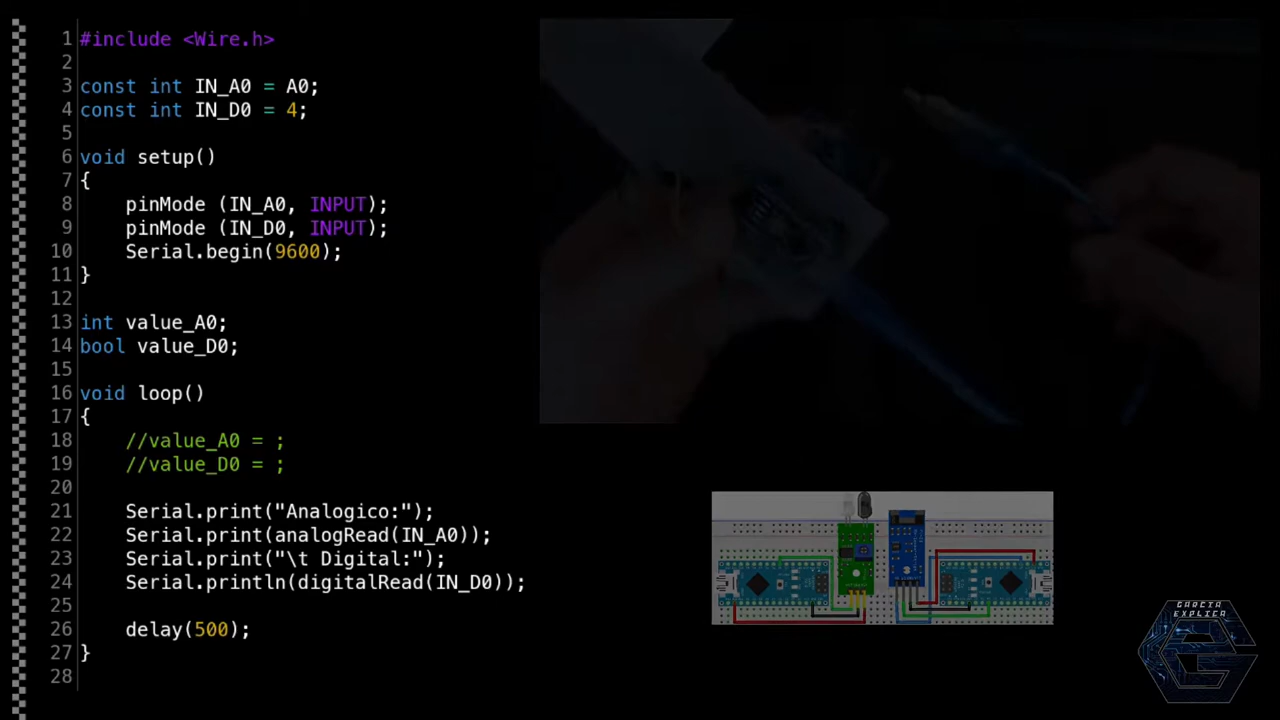 1 #include <Wire.h>
2
3 const int IN_A0 = A0;
4 const int IN_D0 = 4;
5
6 void setup()
7 {
8     pinMode (IN_A0, INPUT);
9     pinMode (IN_D0, INPUT);
10     Serial.begin(9600);
11 }
12
13 int value_A0;
14 bool value_D0;
15
16 void loop()
17 {
18     //value_A0 = ;
19     //value_D0 = ;
20
21     Serial.print("Analogico:");
22     Serial.print(analogRead(IN_A0));
23     Serial.print("\t Digital:");
24     Serial.println(digitalRead(IN_D0));
25
26     delay(500);
27 }
28
GARCIA
EXPLICA